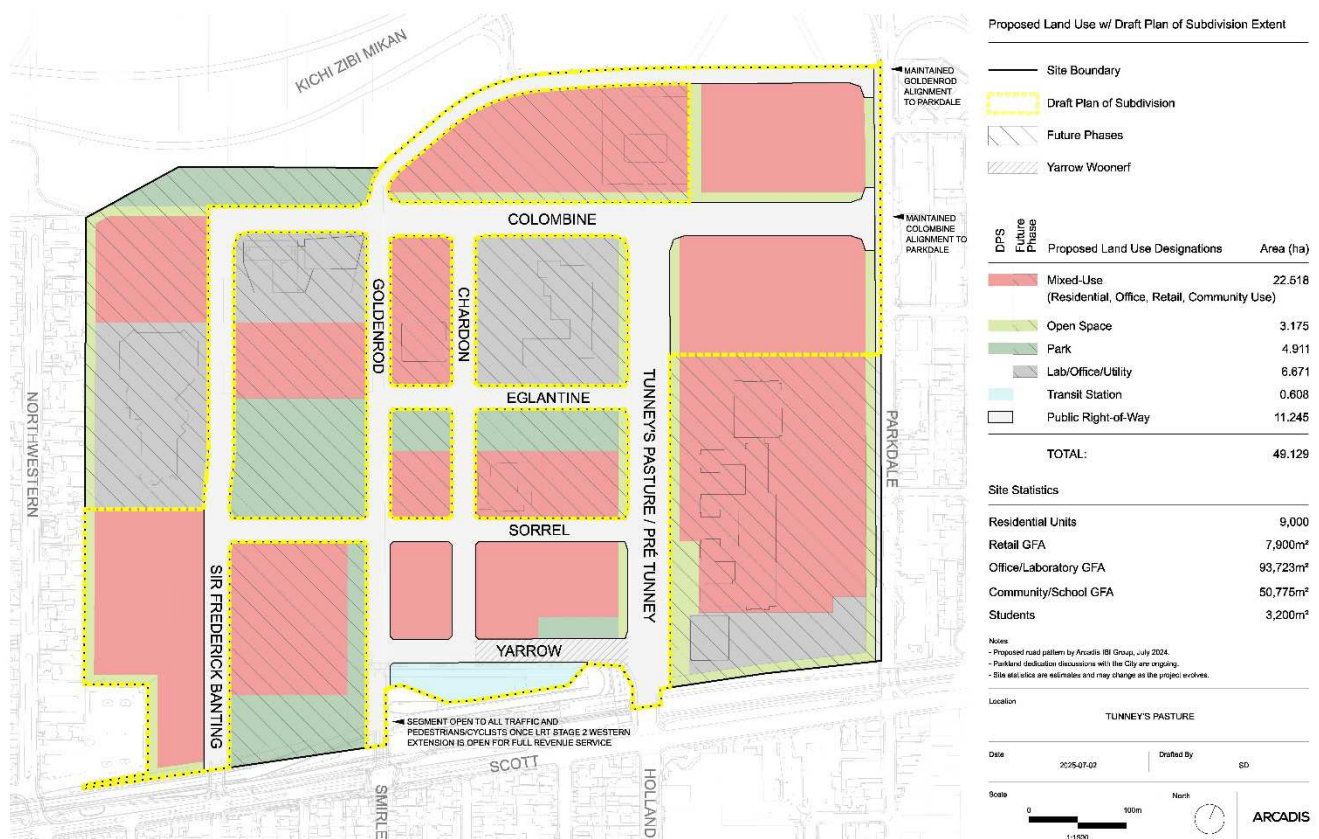 KICHI ZIBI MIKAN
MAINTAINED
GOLDENROD
ALIGNMENT
TO PARKDALE
COLOMBINE
MAINTAINED
COLOMBINE
ALIGNMENT TO
PARKDALE
GOLDENROD
CHARDON
EGLANTINE
TUNNEY'S PASTURE / PRÉ TUNNEY
NORTHWESTERN
PARKDALE
SORREL
SIR FREDERICK BANTING
YARROW
SEGMENT OPEN TO ALL TRAFFIC AND
PEDESTRIANS/CYCLISTS ONCE LRT STAGE 2 WESTERN
EXTENSION IS OPEN FOR FULL REVENUE SERVICE
SCOTT
SMIRLE
HOLLAND
Proposed Land Use w/ Draft Plan of Subdivision Extent
Site Boundary
Draft Plan of Subdivision
Future Phases
Yarrow Woonerf
DPS
Future
Phase
Proposed Land Use Designations Area (ha)
Mixed-Use 22.518
(Residential, Office, Retail, Community Use)
Open Space 3.175
Park 4.911
Lab/Office/Utility 6.671
Transit Station 0.608
Public Right-of-Way 11.245
TOTAL: 49.129
Site Statistics
Residential Units 9,000
Retail GFA 7,900m²
Office/Laboratory GFA 93,723m²
Community/School GFA 50,775m²
Students 3,200m²
Notes
- Proposed road pattern by Arcadis IBI Group, July 2024.
- Parkland dedication discussions with the City are ongoing.
- Site statistics are estimates and may change as the project evolves.
Location
TUNNEY'S PASTURE
Date Drafted By
2025-07-02 SD
Scale North
0 100m
1:1500
ARCADIS